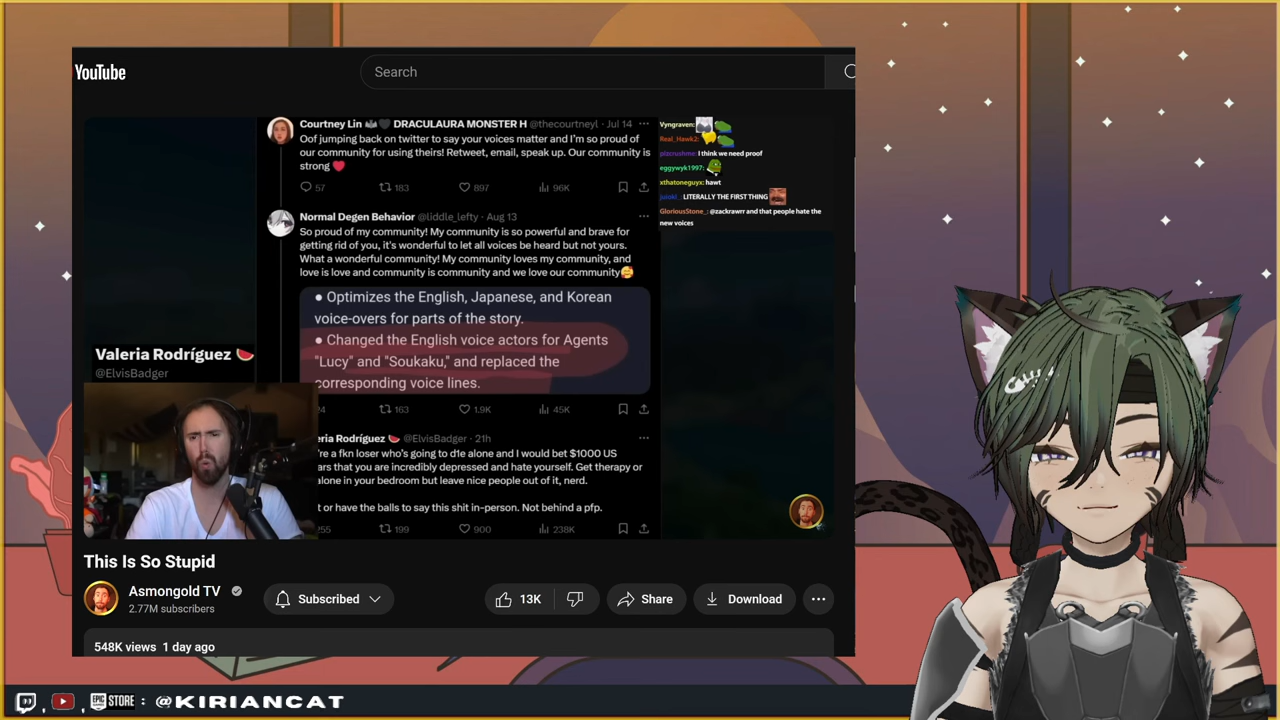 YouTube
Search
Courtney Lin DRACULAURA MONSTER H @thecourtneyl · Jul 14 ...
Oof jumping back on twitter to say your voices matter and I'm so proud of
our community for using theirs! Retweet, email, speak up. Our community is
strong ❤️
57 183 897 96K
Normal Degen Behavior @liddle_lefty · Aug 13 ...
So proud of my community! My community is so powerful and brave for
getting rid of you, it's wonderful to let all voices be heard but not yours.
What a wonderful community! My community loves my community, and
love is love and community is community and we love our community🥰
● Optimizes the English, Japanese, and Korean
voice-overs for parts of the story.
● Changed the English voice actors for Agents
"Lucy" and "Soukaku," and replaced the
corresponding voice lines.
24 163 1.9K 45K
eria Rodríguez 🍉 @ElvisBadger · 21h ...
're a fkn loser who's going to d1e alone and I would bet $1000 US
ars that you are incredibly depressed and hate yourself. Get therapy or
alone in your bedroom but leave nice people out of it, nerd.
t or have the balls to say this shit in-person. Not behind a pfp.
255 199 900 238K
Vyngraven:
Real_Hawk2:
pizcrushma: I think we need proof
eggywyk1997:
xthatoneguyx: hawt
LITERALLY THE FIRST THING
GloriousStone_: @zackrawrr and that people hate the
new voices
Valeria Rodríguez 🍉
@ElvisBadger
This Is So Stupid
Asmongold TV
2.77M subscribers
Subscribed
13K
Share
Download
...
548K views 1 day ago
, , EPIC STORE : @KIRIANCAT